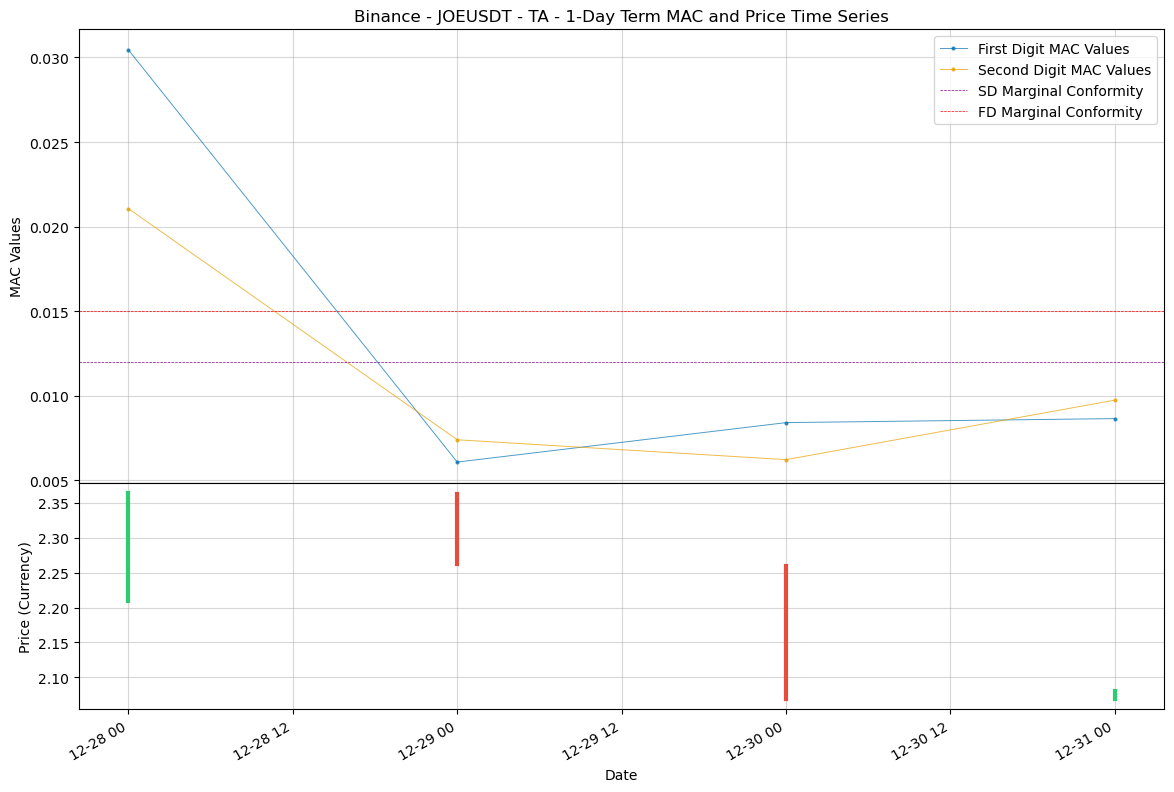 Binance - JOEUSDT - TA - 1-Day Term MAC and Price Time Series
First Digit MAC Values
Second Digit MAC Values
SD Marginal Conformity
FD Marginal Conformity
MAC Values
0.030
0.025
0.020
0.015
0.010
0.005
Price (Currency)
2.35
2.30
2.25
2.20
2.15
2.10
12-28 00
12-28 12
12-29 00
12-29 12
12-30 00
12-30 12
12-31 00
Date